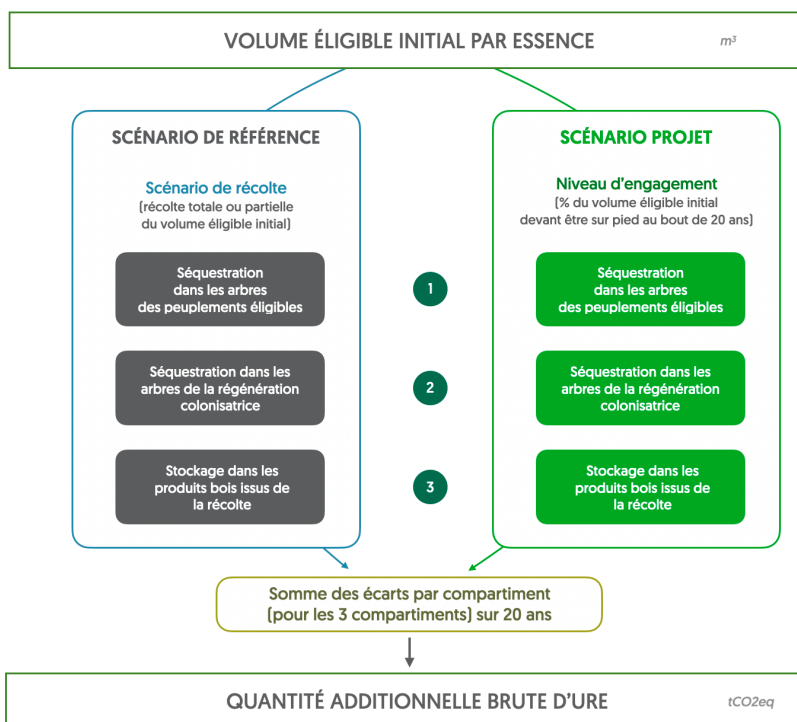 VOLUME ÉLIGIBLE INITIAL PAR ESSENCE
m³
SCÉNARIO DE RÉFÉRENCE
Scénario de récolte
(récolte totale ou partielle
du volume éligible initial)
Séquestration
dans les arbres
des peuplements éligibles
Séquestration dans les
arbres de la régénération
colonisatrice
Stockage dans les
produits bois issus de
la récolte
1
2
3
SCÉNARIO PROJET
Niveau d'engagement
(% du volume éligible initial
devant être sur pied au bout de 20 ans)
Séquestration
dans les arbres
des peuplements éligibles
Séquestration dans les
arbres de la régénération
colonisatrice
Stockage dans les
produits bois issus de la
récolte
Somme des écarts par compartiment
(pour les 3 compartiments) sur 20 ans
QUANTITÉ ADDITIONNELLE BRUTE D'URE
tCO2eq